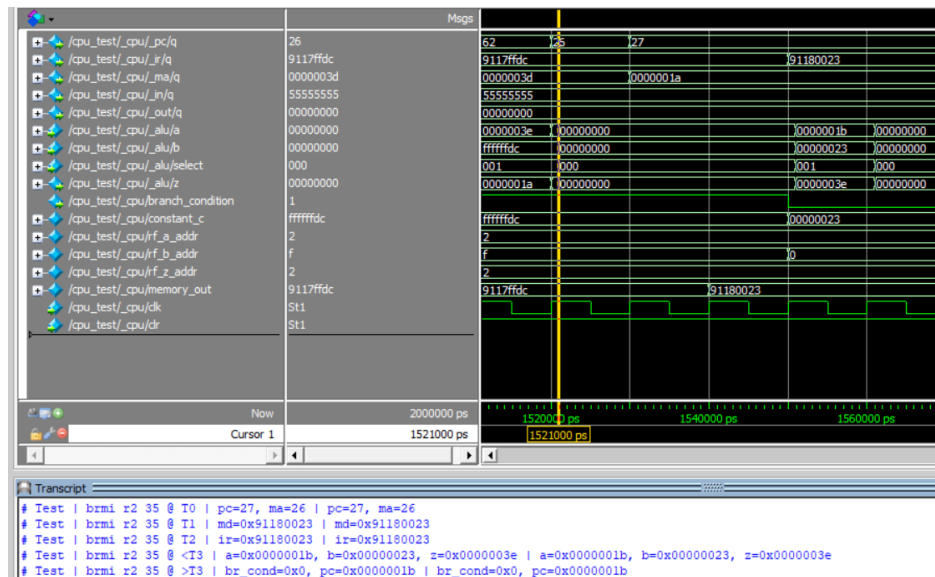 Msgs
/cpu_test/_cpu/_pc/q 26 62 26 27
/cpu_test/_cpu/_ir/q 9117ffdc 9117ffdc 91180023
/cpu_test/_cpu/_ma/q 0000003d 0000003d 0000001a
/cpu_test/_cpu/_in/q 55555555 55555555
/cpu_test/_cpu/_out/q 00000000 00000000
/cpu_test/_cpu/_alu/a 00000000 0000003e 00000000 0000001b 00000000
/cpu_test/_cpu/_alu/b 00000000 ffffffdc 00000000 00000023 00000000
/cpu_test/_cpu/_alu/select 000 001 000 001 000
/cpu_test/_cpu/_alu/z 00000000 0000001a 00000000 0000003e 00000000
/cpu_test/_cpu/branch_condition 1
/cpu_test/_cpu/constant_c ffffffdc ffffffdc 00000023
/cpu_test/_cpu/rf_a_addr 2 2
/cpu_test/_cpu/rf_b_addr f f 0
/cpu_test/_cpu/rf_z_addr 2 2
/cpu_test/_cpu/memory_out 9117ffdc 9117ffdc 91180023
/cpu_test/_cpu/clk St1
/cpu_test/_cpu/clr St1
Now 2000000 ps 1520000 ps 1540000 ps 1560000 ps
Cursor 1 1521000 ps 1521000 ps
Transcript
# Test | brmi r2 35 @ T0 | pc=27, ma=26 | pc=27, ma=26
# Test | brmi r2 35 @ T1 | md=0x91180023 | md=0x91180023
# Test | brmi r2 35 @ T2 | ir=0x91180023 | ir=0x91180023
# Test | brmi r2 35 @ <T3 | a=0x0000001b, b=0x00000023, z=0x0000003e | a=0x0000001b, b=0x00000023, z=0x0000003e
# Test | brmi r2 35 @ >T3 | br_cond=0x0, pc=0x0000001b | br_cond=0x0, pc=0x0000001b